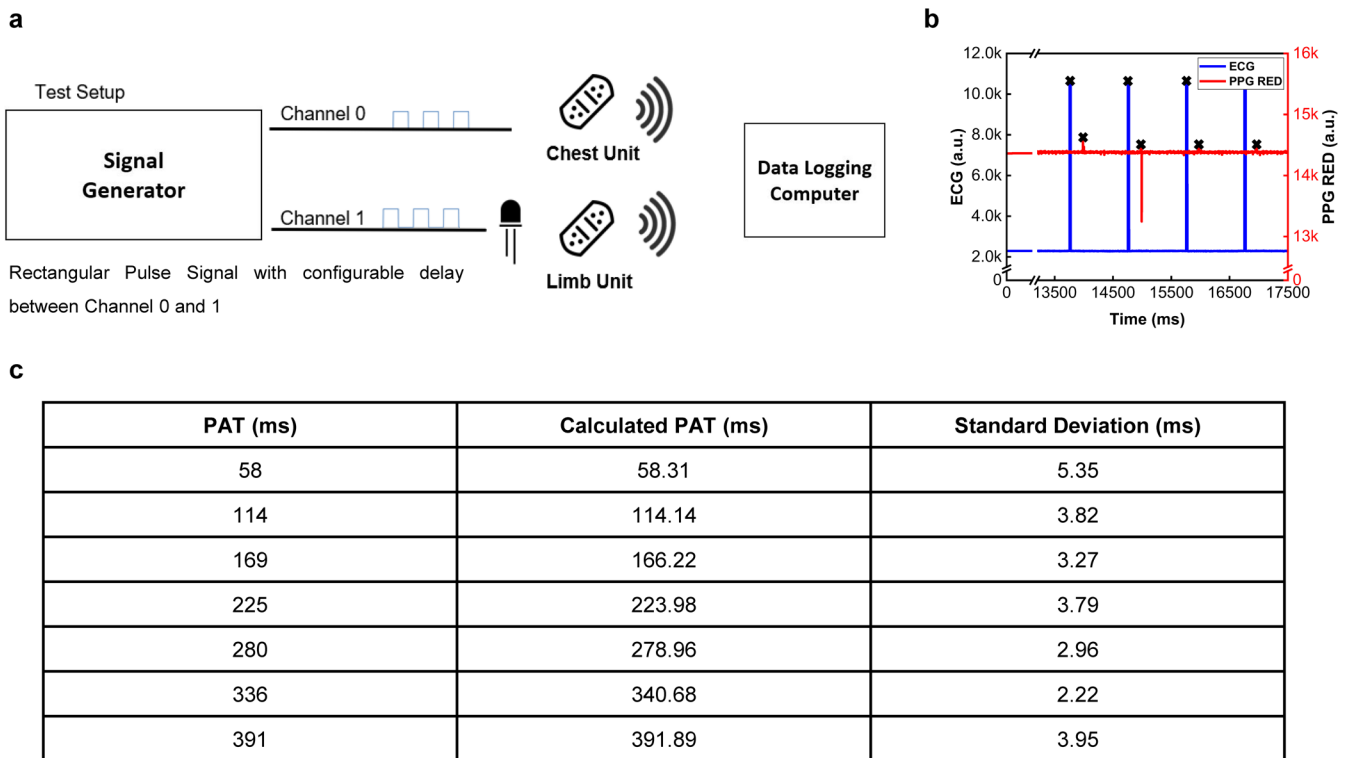 a
Test Setup
Signal
Generator
Channel 0
Channel 1
Chest Unit
Limb Unit
Data Logging
Computer
Rectangular Pulse Signal with configurable delay
between Channel 0 and 1
b
12.0k
10.0k
8.0k
6.0k
4.0k
2.0k
0
ECG (a.u.)
ECG
PPG RED
16k
15k
14k
13k
0
PPG RED (a.u.)
0 13500 14500 15500 16500 17500
Time (ms)
c
PAT (ms) Calculated PAT (ms) Standard Deviation (ms)
58 58.31 5.35
114 114.14 3.82
169 166.22 3.27
225 223.98 3.79
280 278.96 2.96
336 340.68 2.22
391 391.89 3.95